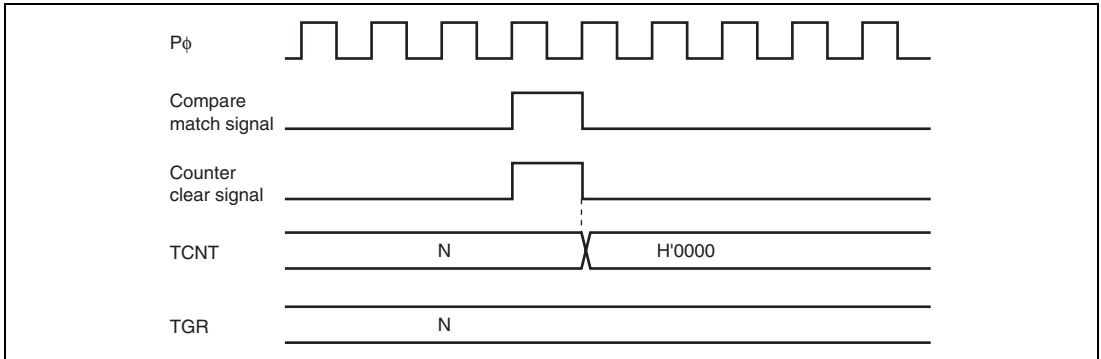 Pϕ
Compare
match signal
Counter
clear signal
TCNT
N
H'0000
TGR
N